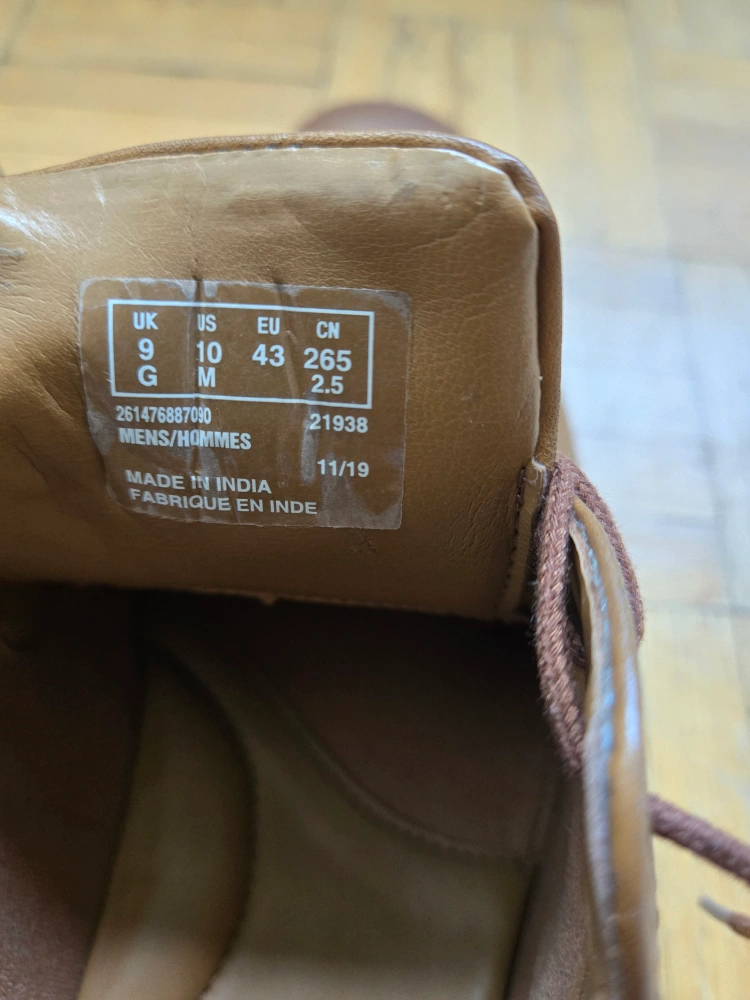 UK US EU CN
9 10 43 265
G M 2.5
261476887090 21938
MENS/HOMMES
11/19
MADE IN INDIA
FABRIQUE EN INDE